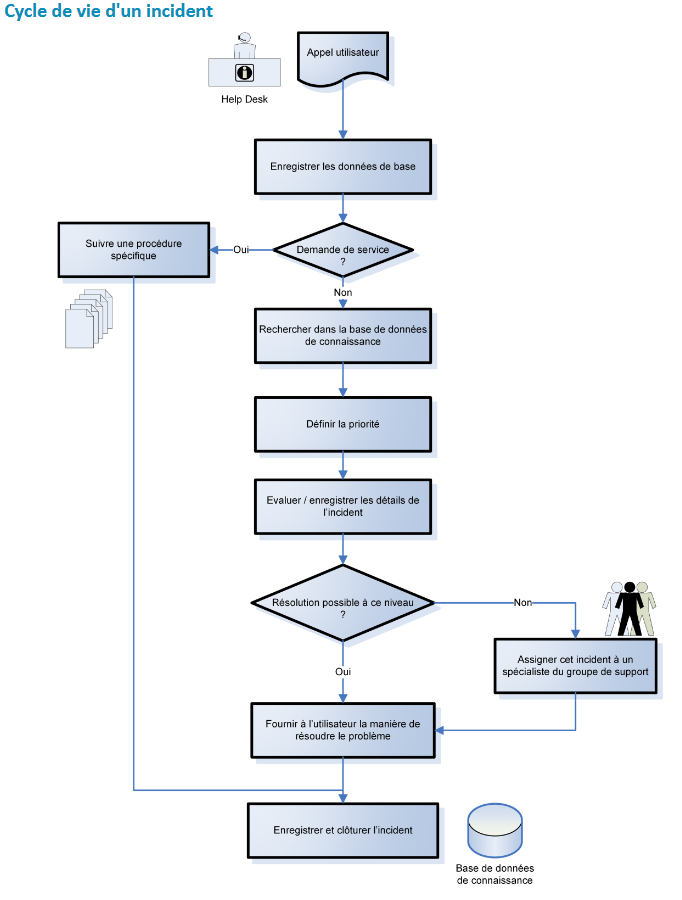 Cycle de vie d'un incident
Appel utilisateur
Help Desk
Enregistrer les données de base
Demande de service
?
Oui
Suivre une procédure
spécifique
Non
Rechercher dans la base de données
de connaissance
Définir la priorité
Evaluer / enregistrer les détails de
l'incident
Résolution possible à ce niveau
?
Non
Assigner cet incident à un
spécialiste du groupe de support
Oui
Fournir à l'utilisateur la manière de
résoudre le problème
Enregistrer et clôturer l'incident
Base de données
de connaissance